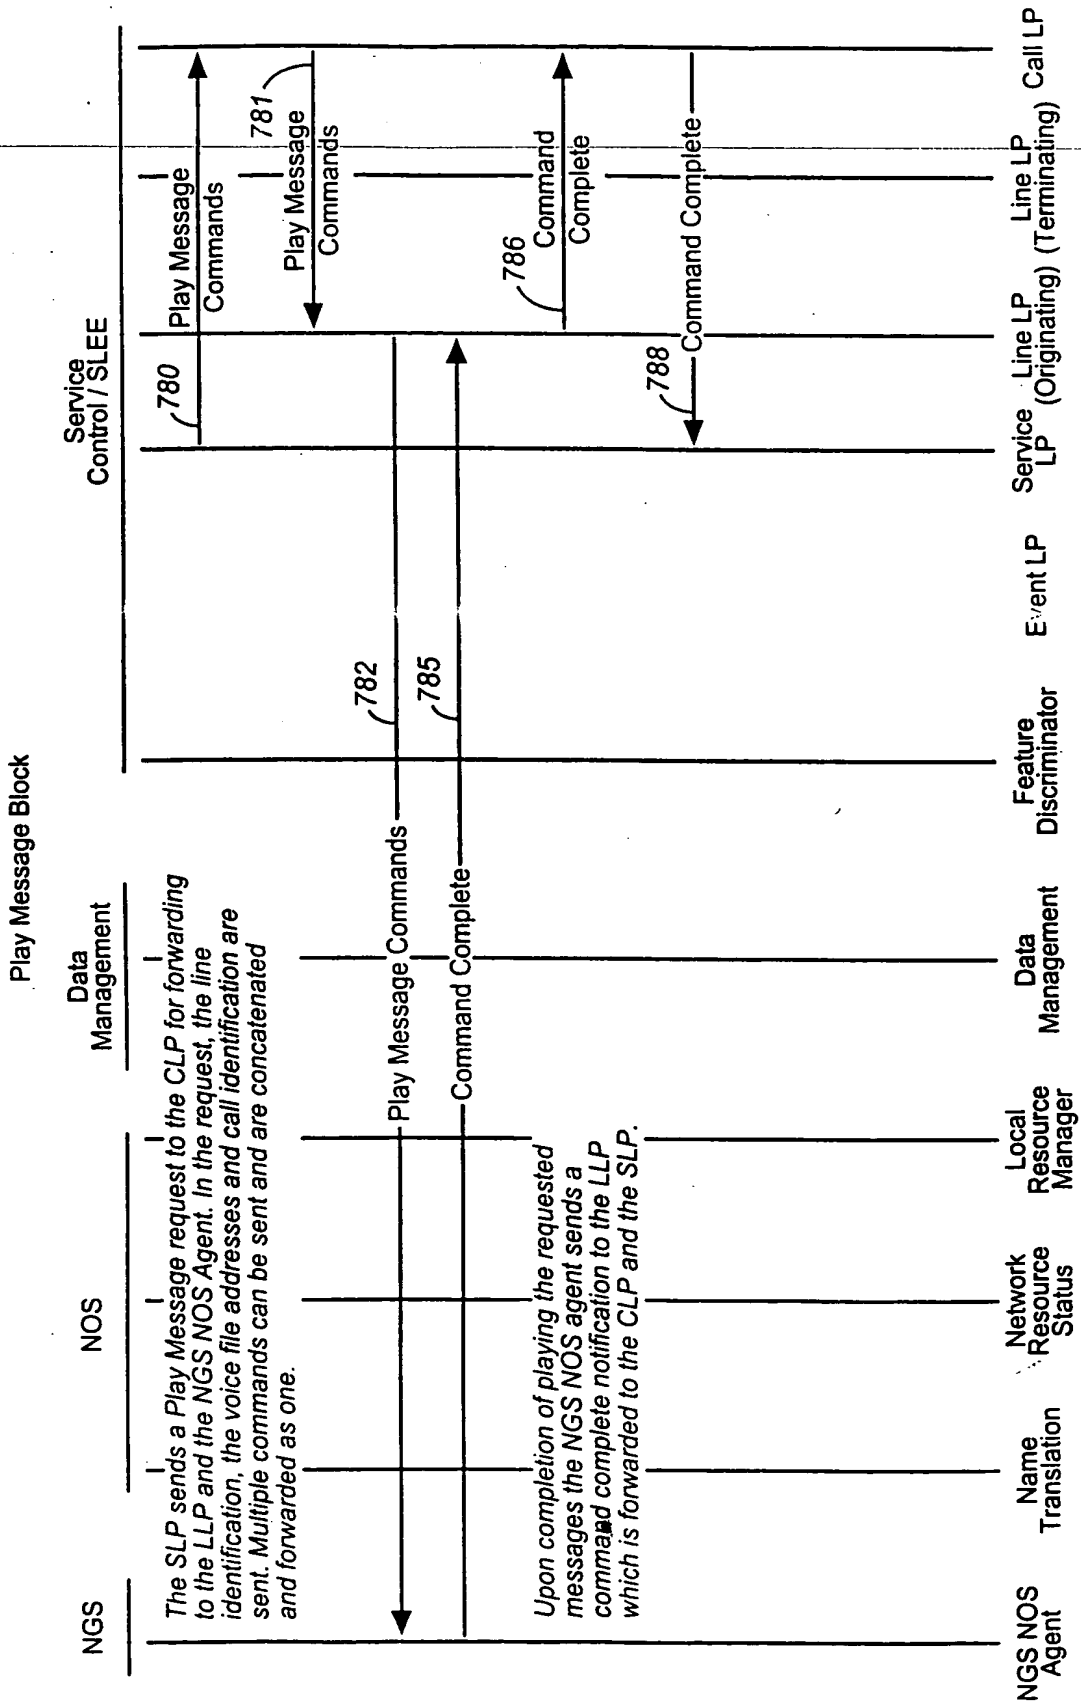 Play Message Block
NGS
NOS
Data
Management
Service
Control / SLEE
The SLP sends a Play Message request to the CLP for forwarding
to the LLP and the NGS NOS Agent. In the request, the line
identification, the voice file addresses and call identification are
sent. Multiple commands can be sent and are concatenated
and forwarded as one.
780
Play Message
Commands
781
Play Message
Commands
782
Play Message Commands
785
Command Complete
Upon completion of playing the requested
messages the NGS NOS agent sends a
command complete notification to the LLP
which is forwarded to the CLP and the SLP.
786
Command
Complete
788
Command Complete
NGS NOS
Agent
Name
Translation
Network
Resource
Status
Local
Resource
Manager
Data
Management
Feature
Discriminator
Event LP
Service
LP
Line LP
(Originating)
Line LP
(Terminating)
Call LP